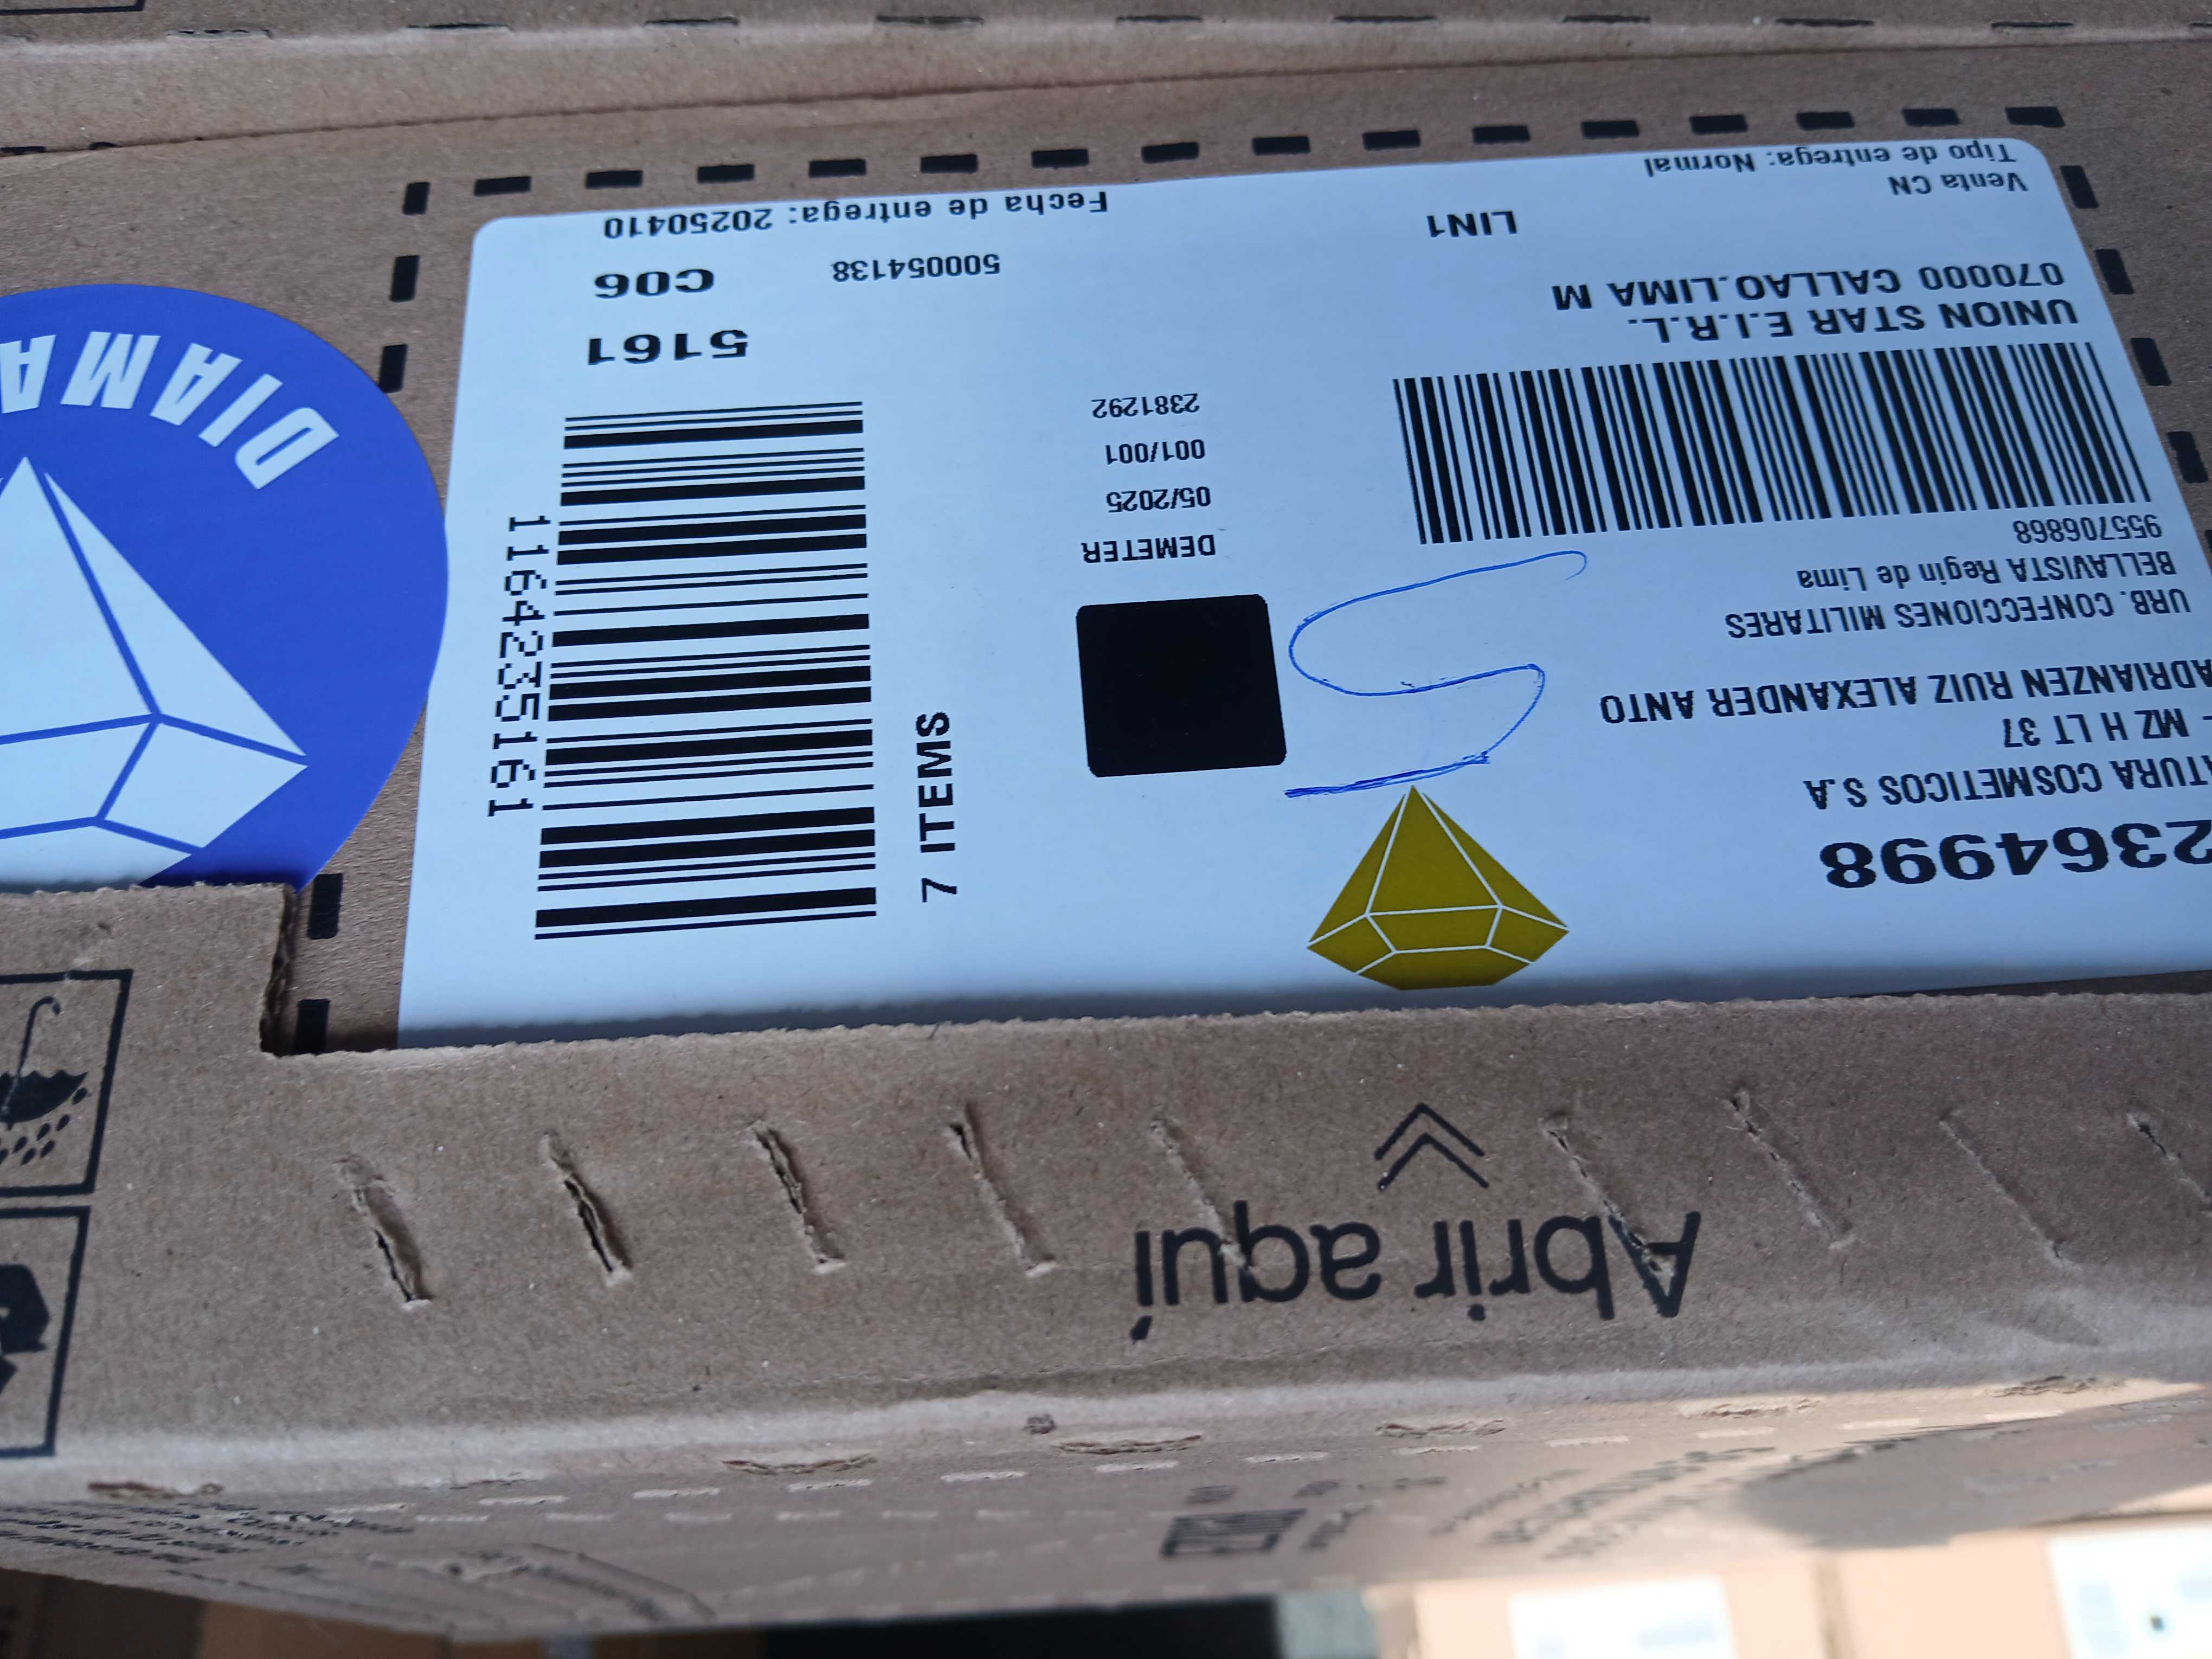 2364998
COSMETICOS S.A
MZ H LT 37
ADRIANZEN RUIZ ALEXANDER ANTO
URB. CONFECCIONES MILITARES
BELLAVISTA Regin de Lima
955706868
UNION STAR E.I.R.L.
070000 CALLAO.LIMA M
LIN1
Venta CN
Tipo de entrega: Normal
DEMETER
05/2025
001/001
2381292
7 ITEMS
1164235161
5161
C06
500054138
Fecha de entrega: 20250410
S
Abrir aquí